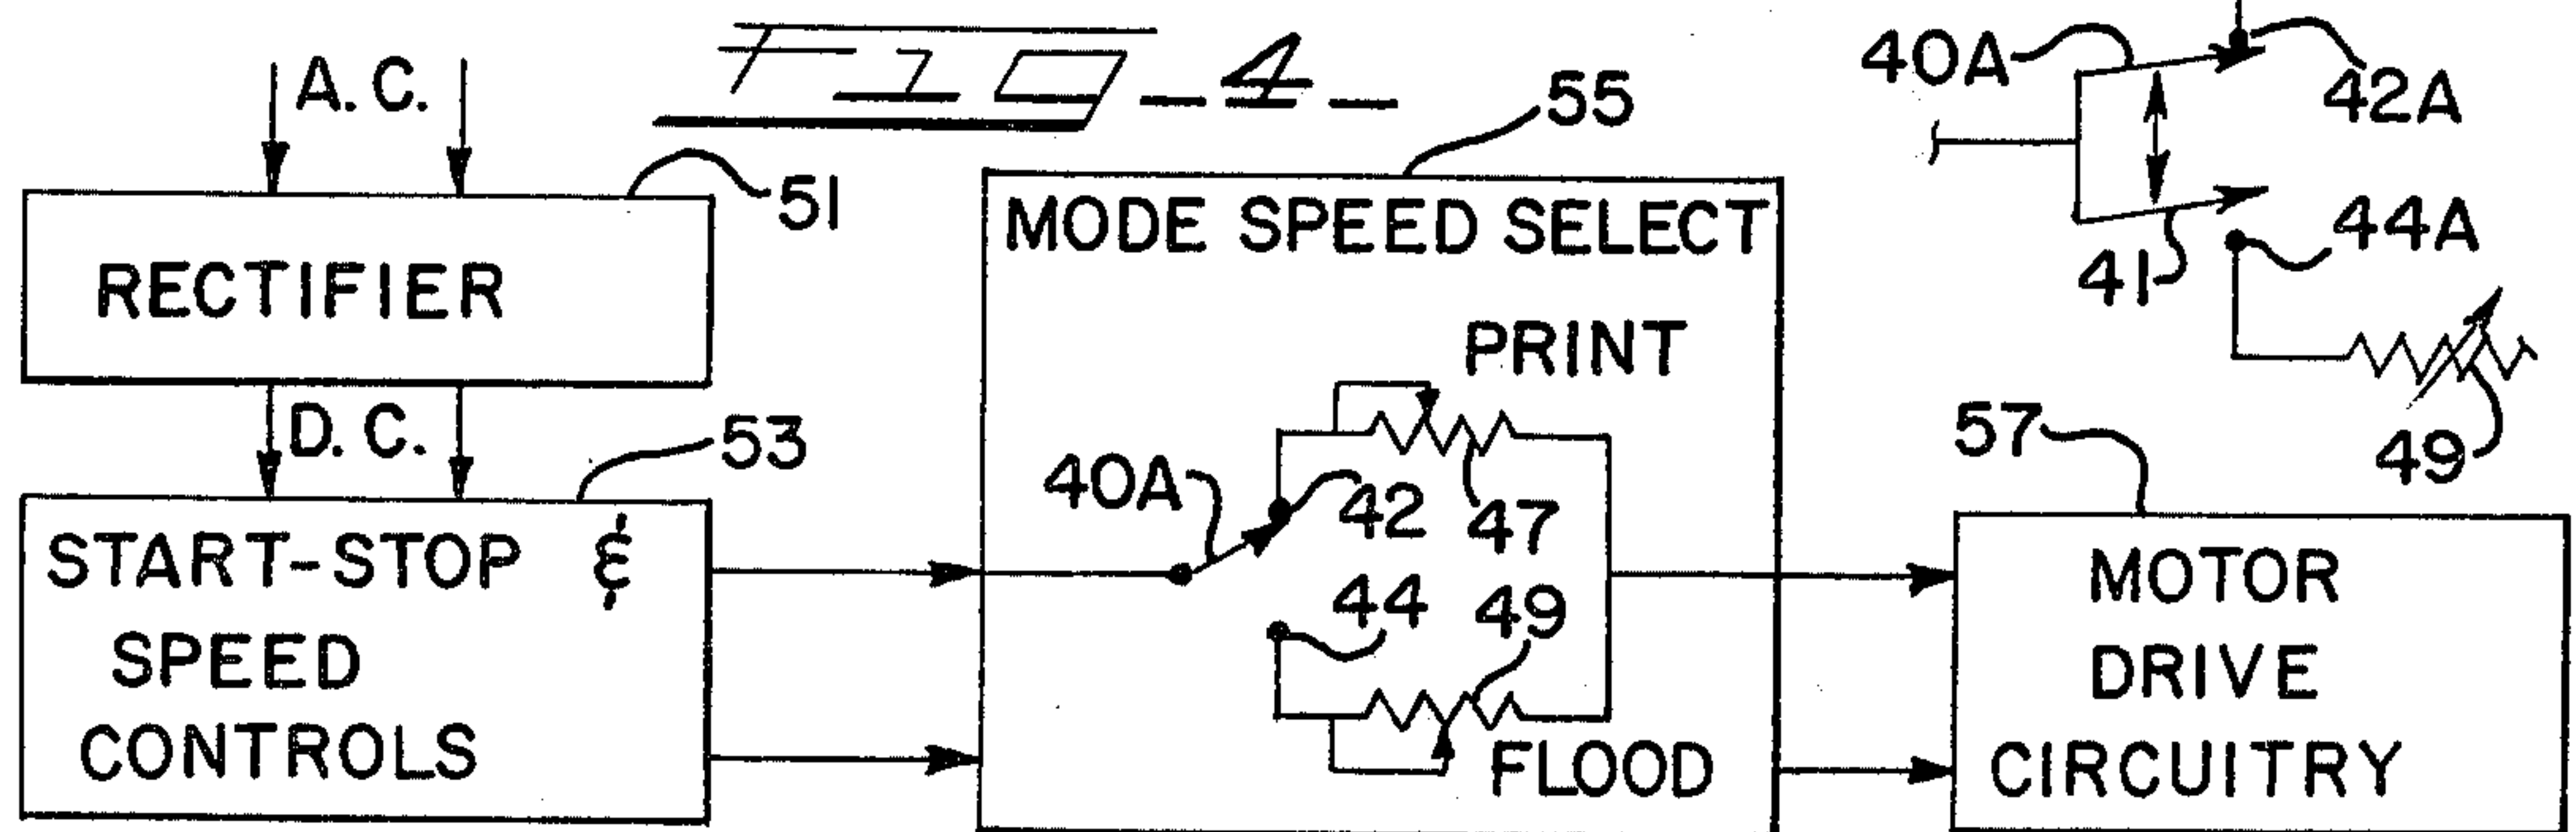 FIG-4-
A.C.
51
RECTIFIER
D.C.
53
START-STOP &
SPEED
CONTROLS
55
MODE SPEED SELECT
PRINT
40A
42
47
44
49
FLOOD
40A
42A
41
44A
49
57
MOTOR
DRIVE
CIRCUITRY